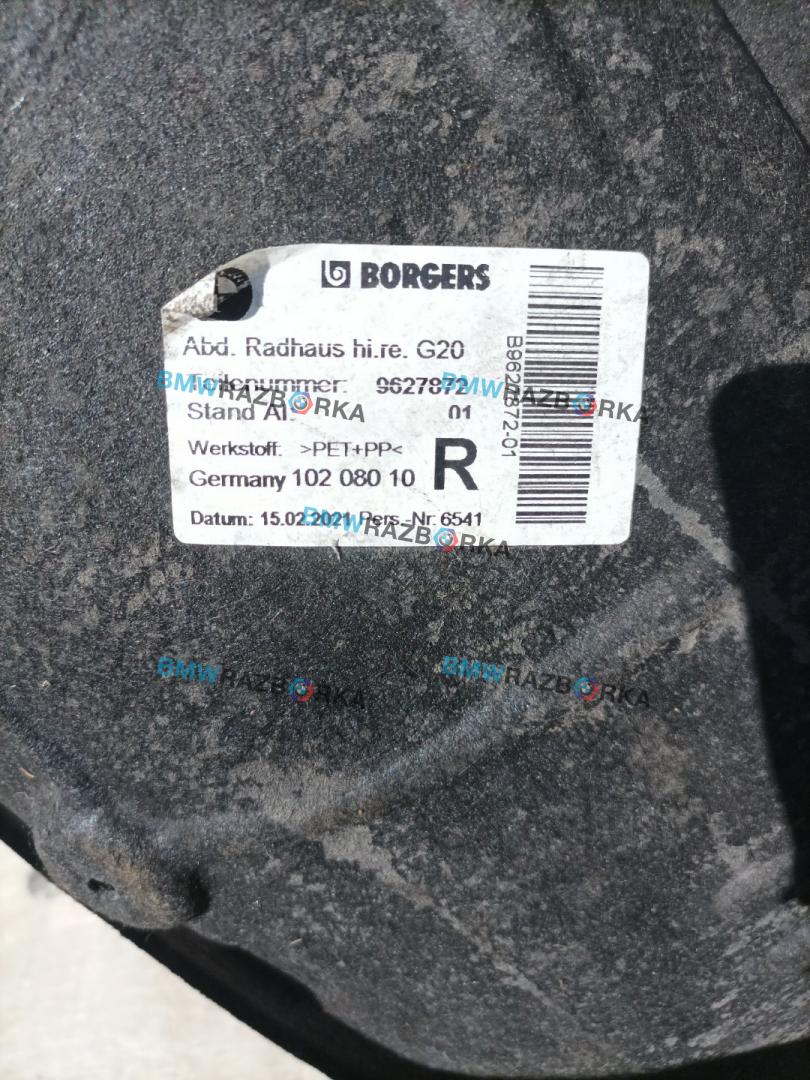 BORGERS
Abd. Radhaus hi.re. G20
Teilenummer: 9627872
Stand AI: 01
Werkstoff: >PET+PP<
R
Germany 102 080 10
Datum: 15.02.2021 Pers.-Nr. 6541
B9627872-01
BMWRAZBORKA
BMWRAZBORKA
BMWRAZBORKA
BMWRAZBORKA
BMWRAZBORKA